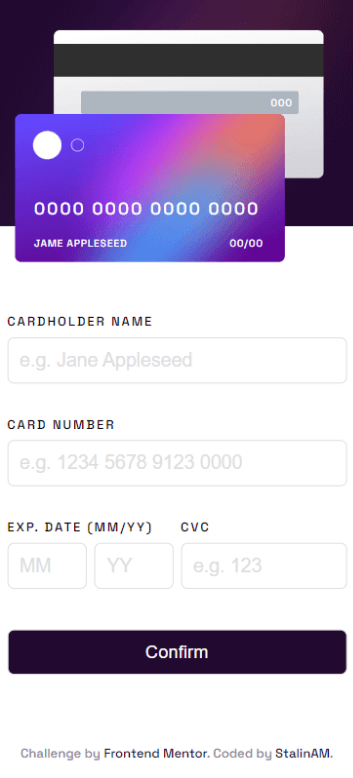 000
0000 0000 0000 0000
JAME APPLESEED 00/00
CARDHOLDER NAME
e.g. Jane Appleseed
CARD NUMBER
e.g. 1234 5678 9123 0000
EXP. DATE (MM/YY) CVC
MM YY e.g. 123
Confirm
Challenge by Frontend Mentor. Coded by StalinAM.